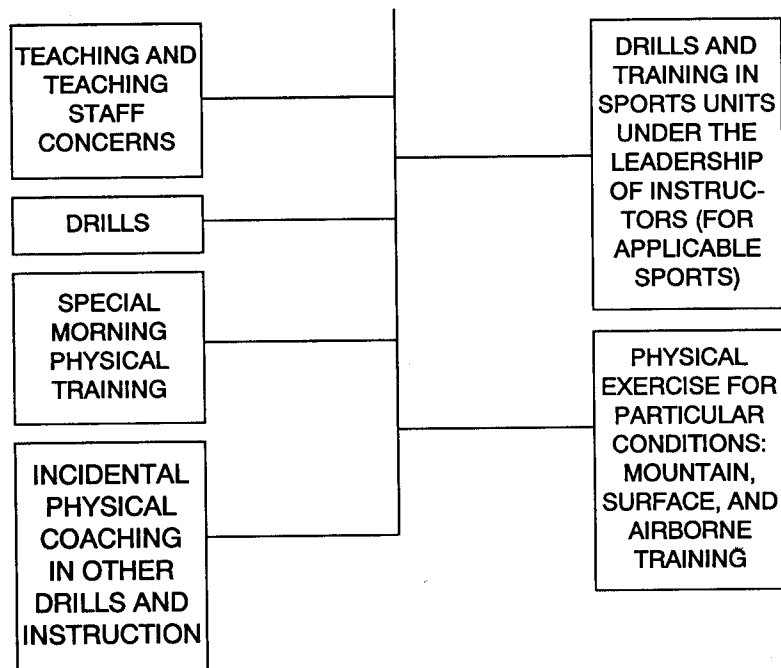 TEACHING AND
TEACHING
STAFF
CONCERNS
DRILLS
SPECIAL
MORNING
PHYSICAL
TRAINING
INCIDENTAL
PHYSICAL
COACHING
IN OTHER
DRILLS AND
INSTRUCTION
DRILLS AND
TRAINING IN
SPORTS UNITS
UNDER THE
LEADERSHIP
OF INSTRUC-
TORS (FOR
APPLICABLE
SPORTS)
PHYSICAL
EXERCISE FOR
PARTICULAR
CONDITIONS:
MOUNTAIN,
SURFACE, AND
AIRBORNE
TRAINING